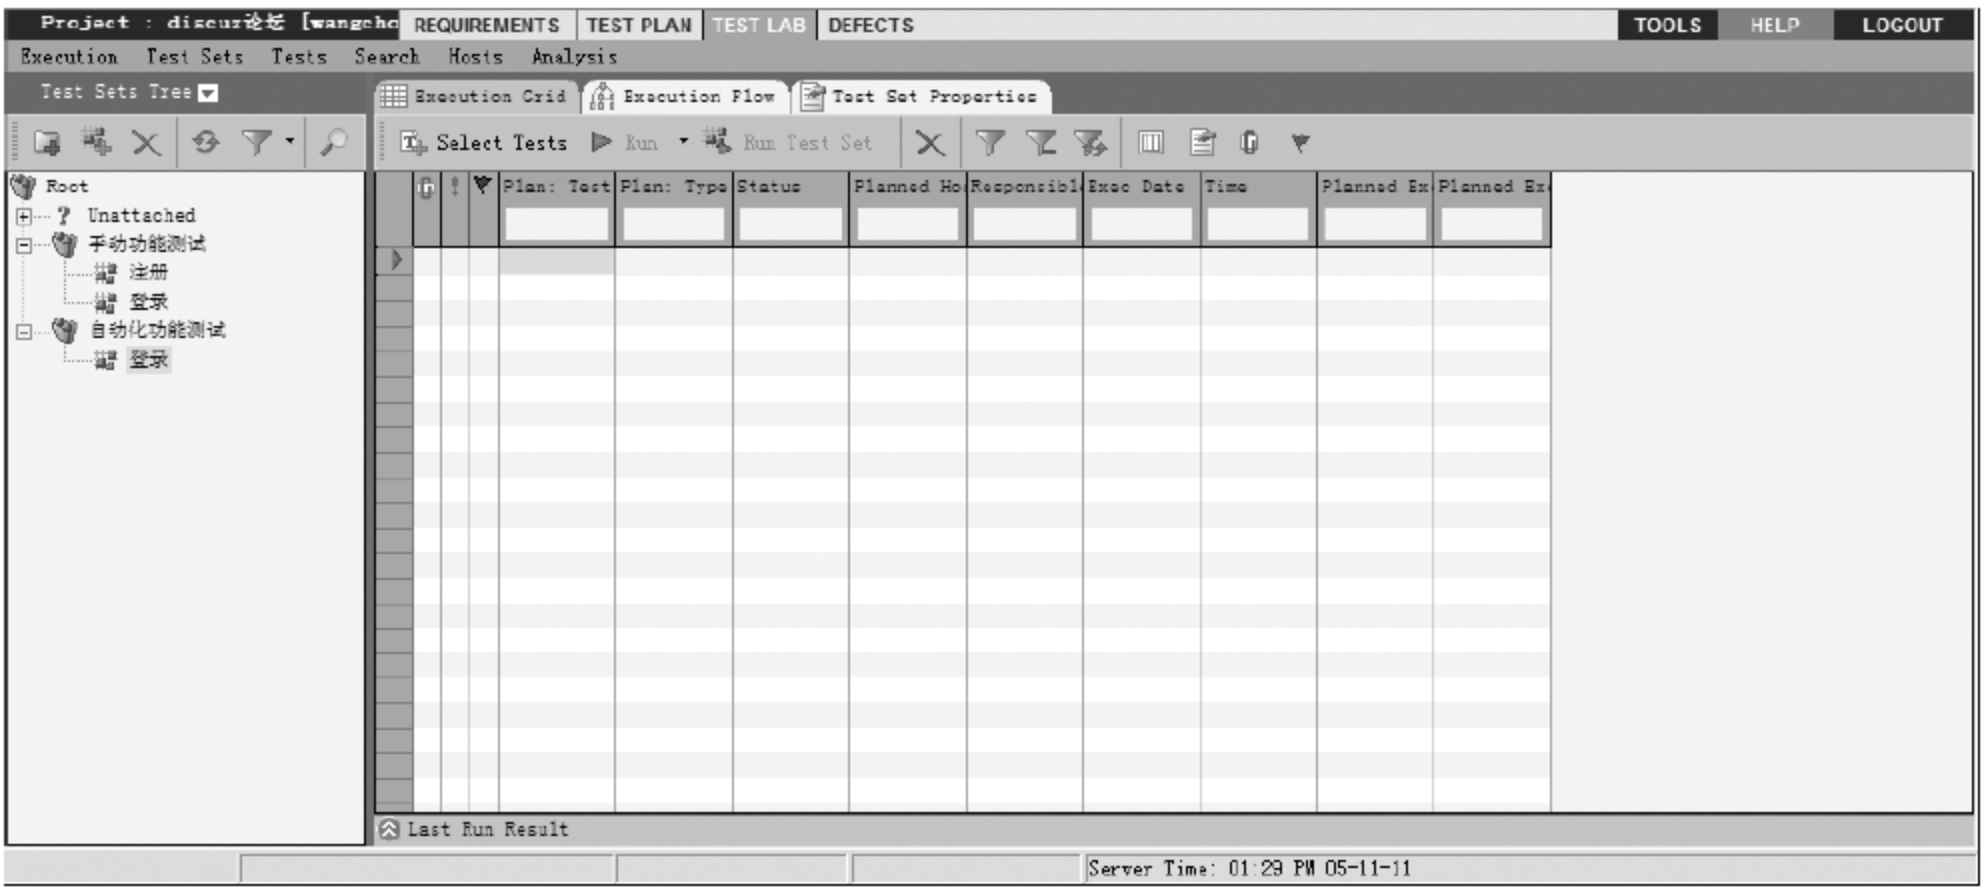 Project : discuz论坛 [wangcho REQUIREMENTS TEST PLAN TEST LAB DEFECTS TOOLS HELP LOGOUT
Execution Test Sets Tests Search Hosts Analysis
Test Sets Tree Execution Grid Execution Flow Test Set Properties
Select Tests Run Run Test Set
Plan: Test Plan: Type Status Planned Ho Responsibl Exec Date Time Planned Ex Planned Ex
Root
? Unattached
手动功能测试
注册
登录
自动化功能测试
登录
Last Run Result
Server Time: 01:29 PM 05-11-11